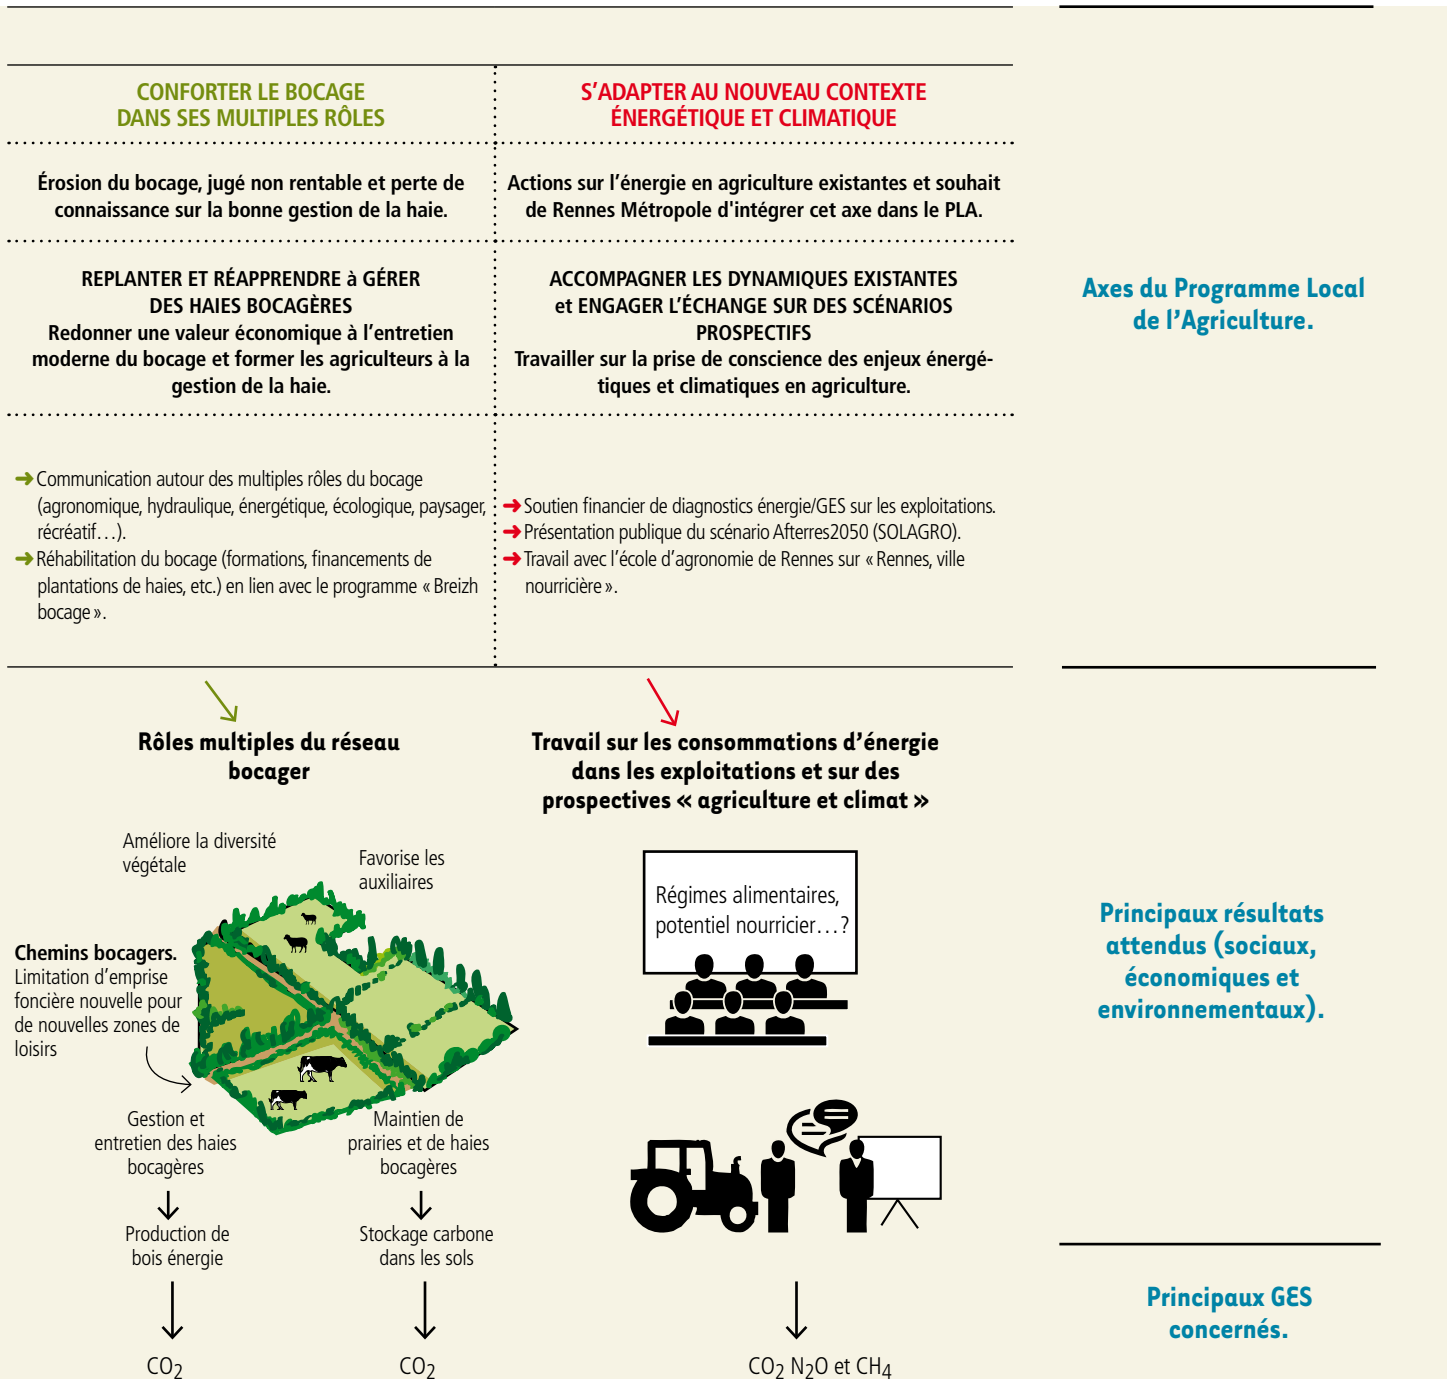 CONFORTER LE BOCAGE
DANS SES MULTIPLES RÔLES
Érosion du bocage, jugé non rentable et perte de
connaissance sur la bonne gestion de la haie.
REPLANTER ET RÉAPPRENDRE à GÉRER
DES HAIES BOCAGÈRES
Redonner une valeur économique à l'entretien
moderne du bocage et former les agriculteurs à la
gestion de la haie.
➜ Communication autour des multiples rôles du bocage
(agronomique, hydraulique, énergétique, écologique, paysager,
récréatif…).
➜ Réhabilitation du bocage (formations, financements de
plantations de haies, etc.) en lien avec le programme « Breizh
bocage ».
S'ADAPTER AU NOUVEAU CONTEXTE
ÉNERGÉTIQUE ET CLIMATIQUE
Actions sur l'énergie en agriculture existantes et souhait
de Rennes Métropole d'intégrer cet axe dans le PLA.
ACCOMPAGNER LES DYNAMIQUES EXISTANTES
et ENGAGER L'ÉCHANGE SUR DES SCÉNARIOS
PROSPECTIFS
Travailler sur la prise de conscience des enjeux énergé-
tiques et climatiques en agriculture.
➜ Soutien financier de diagnostics énergie/GES sur les exploitations.
➜ Présentation publique du scénario Afterres2050 (SOLAGRO).
➜ Travail avec l'école d'agronomie de Rennes sur « Rennes, ville
nourricière ».
Axes du Programme Local
de l'Agriculture.
Rôles multiples du réseau
bocager
Améliore la diversité
végétale
Favorise les
auxiliaires
Chemins bocagers.
Limitation d'emprise
foncière nouvelle pour
de nouvelles zones de
loisirs
Gestion et
entretien des haies
bocagères
Production de
bois énergie
CO2
Maintien de
prairies et de haies
bocagères
Stockage carbone
dans les sols
CO2
Travail sur les consommations d'énergie
dans les exploitations et sur des
prospectives « agriculture et climat »
Régimes alimentaires,
potentiel nourricier…?
CO2 N2O et CH4
Principaux résultats
attendus (sociaux,
économiques et
environnementaux).
Principaux GES
concernés.